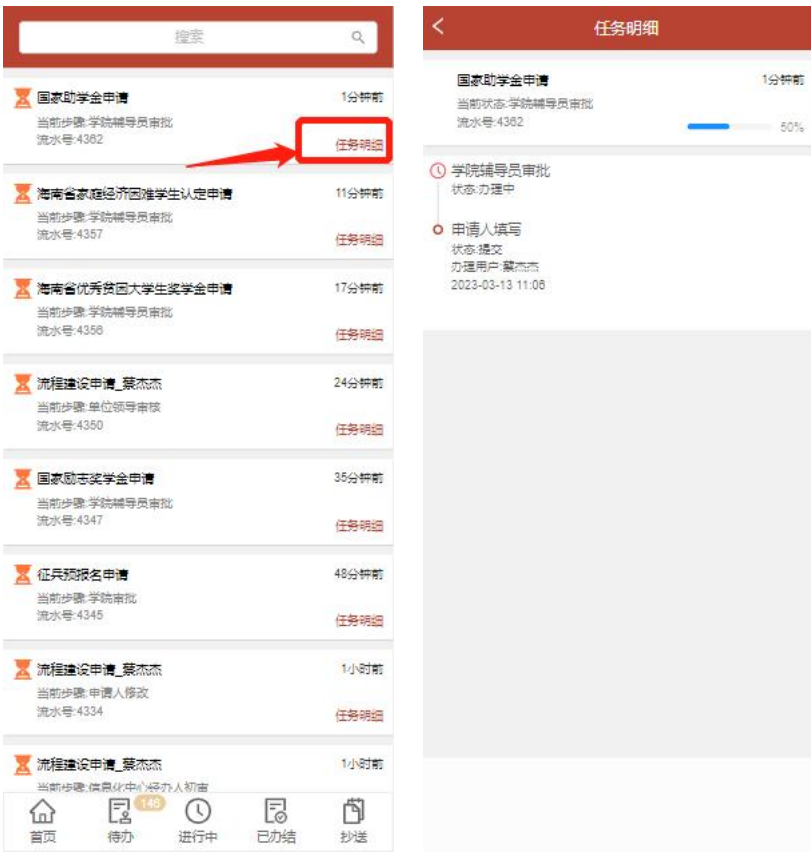 搜索
国家助学金申请
1分钟前
当前步骤:学院辅导员审批
流水号:4362
任务明细
海南省家庭经济困难学生认定申请
11分钟前
当前步骤:学院辅导员审批
流水号:4357
任务明细
海南省优秀贫困大学生奖学金申请
17分钟前
当前步骤:学院辅导员审批
流水号:4356
任务明细
流程建设申请_蔡杰杰
24分钟前
当前步骤:单位领导审核
流水号:4350
任务明细
国家励志奖学金申请
35分钟前
当前步骤:学院辅导员审批
流水号:4347
任务明细
征兵预报名申请
48分钟前
当前步骤:学院审批
流水号:4345
任务明细
流程建设申请_蔡杰杰
1小时前
当前步骤:申请人修改
流水号:4334
任务明细
流程建设申请_蔡杰杰
1小时前
当前步骤:信息化中心经办人初审
146
首页
待办
进行中
已办结
抄送
任务明细
国家助学金申请
1分钟前
当前状态:学院辅导员审批
流水号:4362
50%
学院辅导员审批
状态:办理中
申请人填写
状态:提交
办理用户:蔡杰杰
2023-03-13 11:06